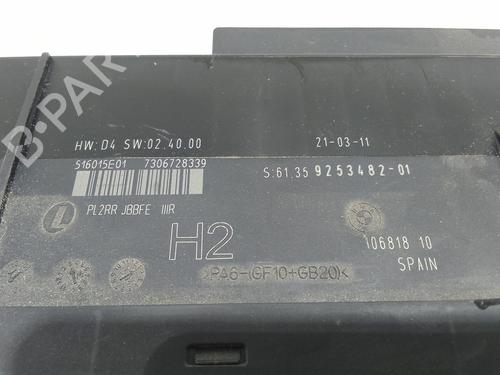 B-PARTS
HW: D4 SW:02.40.00
21-03-11
516015E01 7306728339
S:61.35 9253482-01
PL2RR JBBFE IIIR
H2
106818 10
SPAIN
>PA6-(GF10+GB20)<